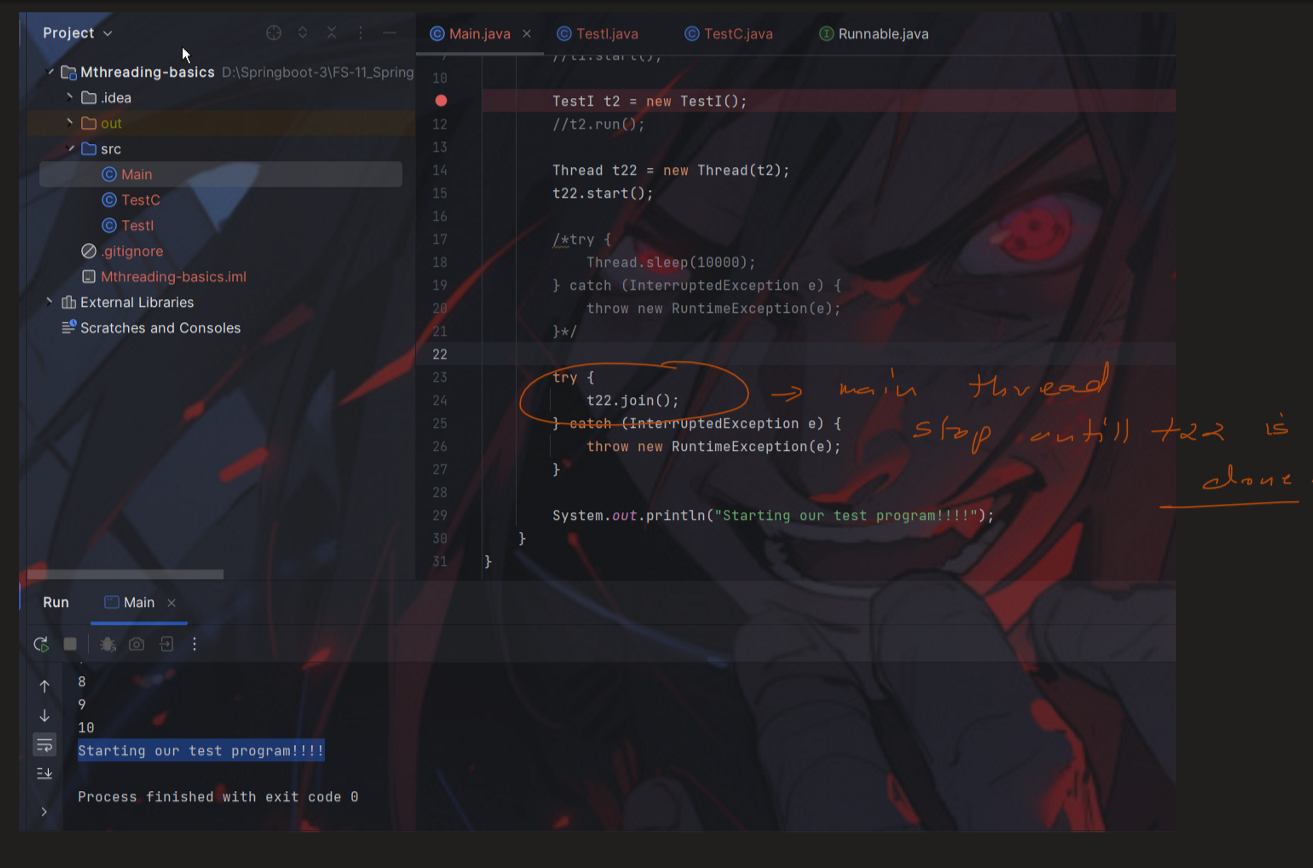 Project
Mthreading-basics D:\Springboot-3\FS-11_Spring
.idea
out
src
Main
TestC
TestI
.gitignore
Mthreading-basics.iml
External Libraries
Scratches and Consoles
Main.java
TestI.java
TestC.java
Runnable.java
//t1.start();
10
TestI t2 = new TestI();
12 //t2.run();
13
14 Thread t22 = new Thread(t2);
15 t22.start();
16
17 /*try {
18 Thread.sleep(10000);
19 } catch (InterruptedException e) {
20 throw new RuntimeException(e);
21 }*/
22
23 try {
24 t22.join();
25 } catch (InterruptedException e) {
26 throw new RuntimeException(e);
27 }
28
29 System.out.println("Starting our test program!!!!");
30 }
31 }
→ main thread
stop untill t22 is
done.
Run Main
8
9
10
Starting our test program!!!!
Process finished with exit code 0